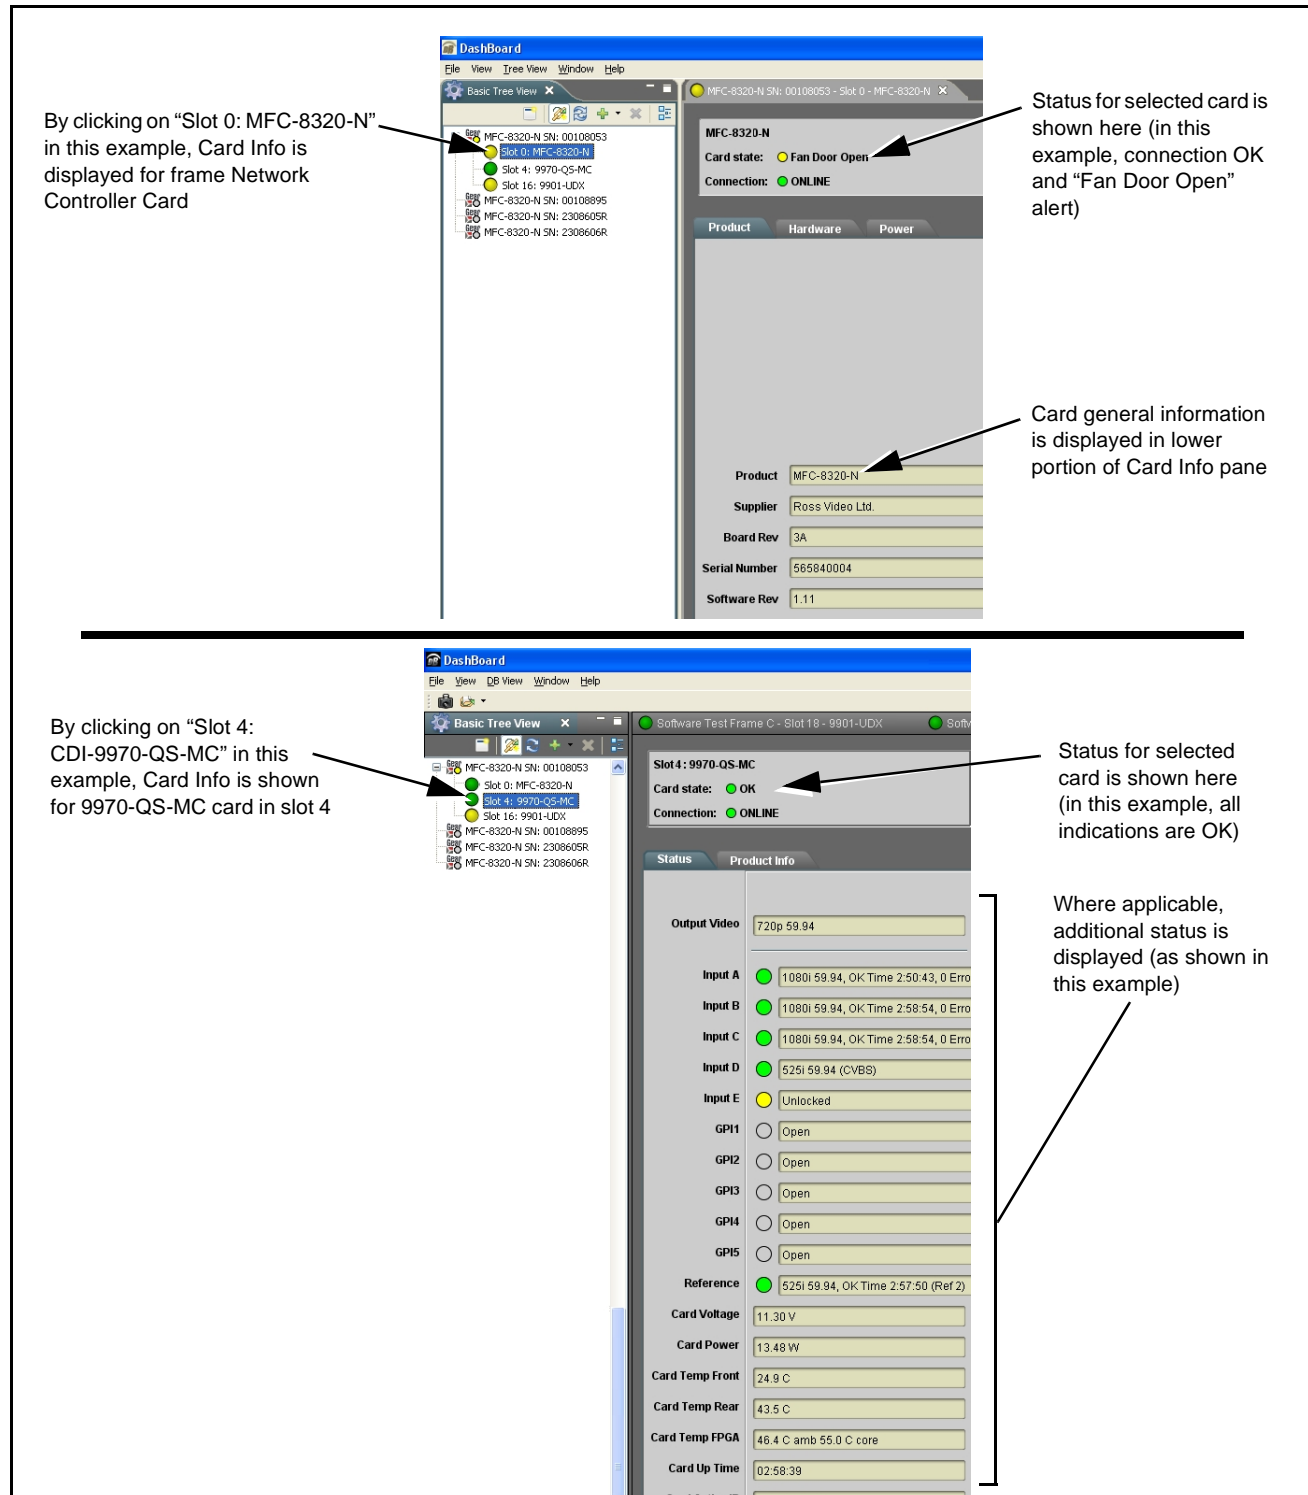 DashBoard
File View Tree View Window Help
Basic Tree View
MFC-8320-N SN: 00108053 - Slot 0 - MFC-8320-N
By clicking on “Slot 0: MFC-8320-N”
in this example, Card Info is
displayed for frame Network
Controller Card
MFC-8320-N SN: 00108053
Slot 0: MFC-8320-N
Slot 4: 9970-QS-MC
Slot 16: 9901-UDX
MFC-8320-N SN: 00108895
MFC-8320-N SN: 2308605R
MFC-8320-N SN: 2308606R
MFC-8320-N
Card state: Fan Door Open
Connection: ONLINE
Status for selected card is
shown here (in this
example, connection OK
and “Fan Door Open”
alert)
Product Hardware Power
Card general information
is displayed in lower
portion of Card Info pane
Product MFC-8320-N
Supplier Ross Video Ltd.
Board Rev 3A
Serial Number 565840004
Software Rev 1.11
DashBoard
File View DB View Window Help
Basic Tree View
Software Test Frame C - Slot 18 - 9901-UDX
Softw
By clicking on “Slot 4:
CDI-9970-QS-MC” in this
example, Card Info is shown
for 9970-QS-MC card in slot 4
MFC-8320-N SN: 00108053
Slot 0: MFC-8320-N
Slot 4: 9970-QS-MC
Slot 16: 9901-UDX
MFC-8320-N SN: 00108895
MFC-8320-N SN: 2308605R
MFC-8320-N SN: 2308606R
Slot 4 : 9970-QS-MC
Card state: OK
Connection: ONLINE
Status for selected
card is shown here
(in this example, all
indications are OK)
Status Product Info
Where applicable,
additional status is
displayed (as shown in
this example)
Output Video 720p 59.94
Input A 1080i 59.94, OK Time 2:50:43, 0 Erro
Input B 1080i 59.94, OK Time 2:58:54, 0 Erro
Input C 1080i 59.94, OK Time 2:58:54, 0 Erro
Input D 525i 59.94 (CVBS)
Input E Unlocked
GPI1 Open
GPI2 Open
GPI3 Open
GPI4 Open
GPI5 Open
Reference 525i 59.94, OK Time 2:57:50 (Ref 2)
Card Voltage 11.30 V
Card Power 13.48 W
Card Temp Front 24.9 C
Card Temp Rear 43.5 C
Card Temp FPGA 46.4 C amb 55.0 C core
Card Up Time 02:58:39